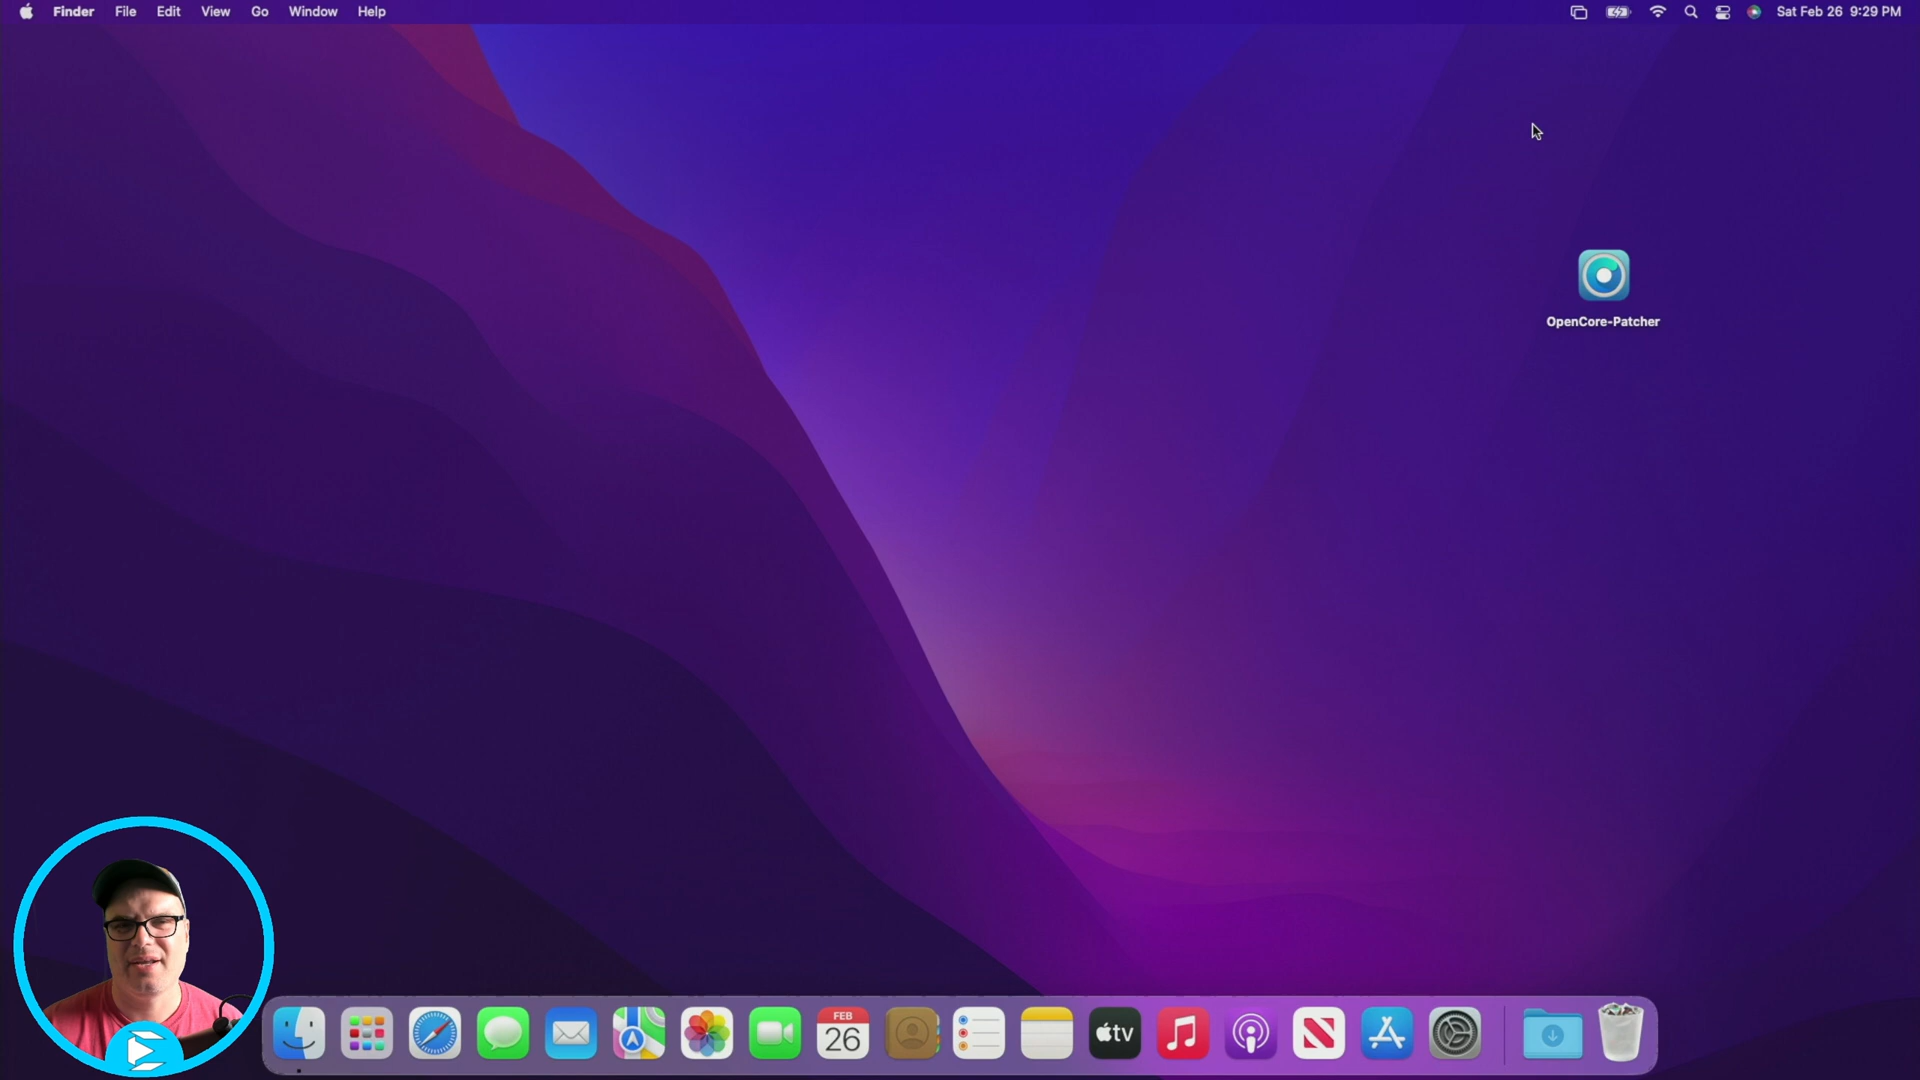 Finder File Edit View Go Window Help
Sat Feb 26 9:29 PM
OpenCore-Patcher
FEB
26
tv